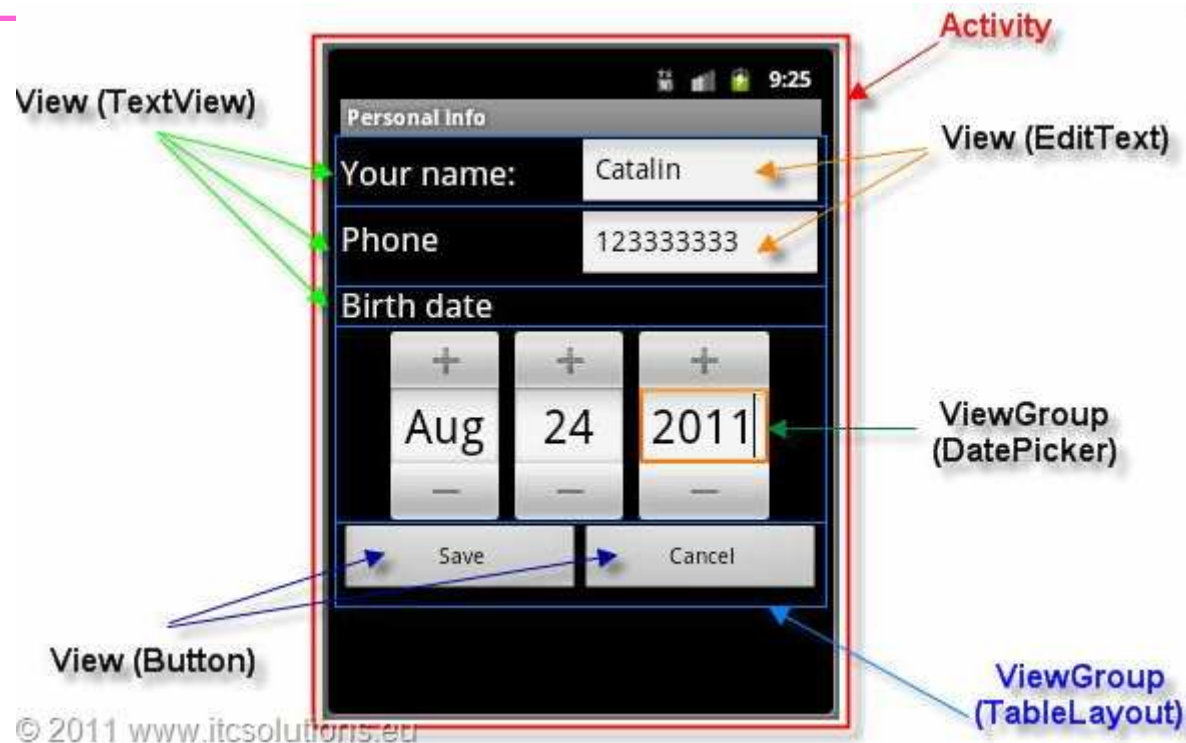 Activity
View (TextView)
9:25
Personal Info
View (EditText)
Your name:
Catalin
Phone
123333333
Birth date
+ + +
Aug 24 2011
− − −
ViewGroup
(DatePicker)
Save
Cancel
View (Button)
ViewGroup
(TableLayout)
© 2011 www.itcsolutions.eu